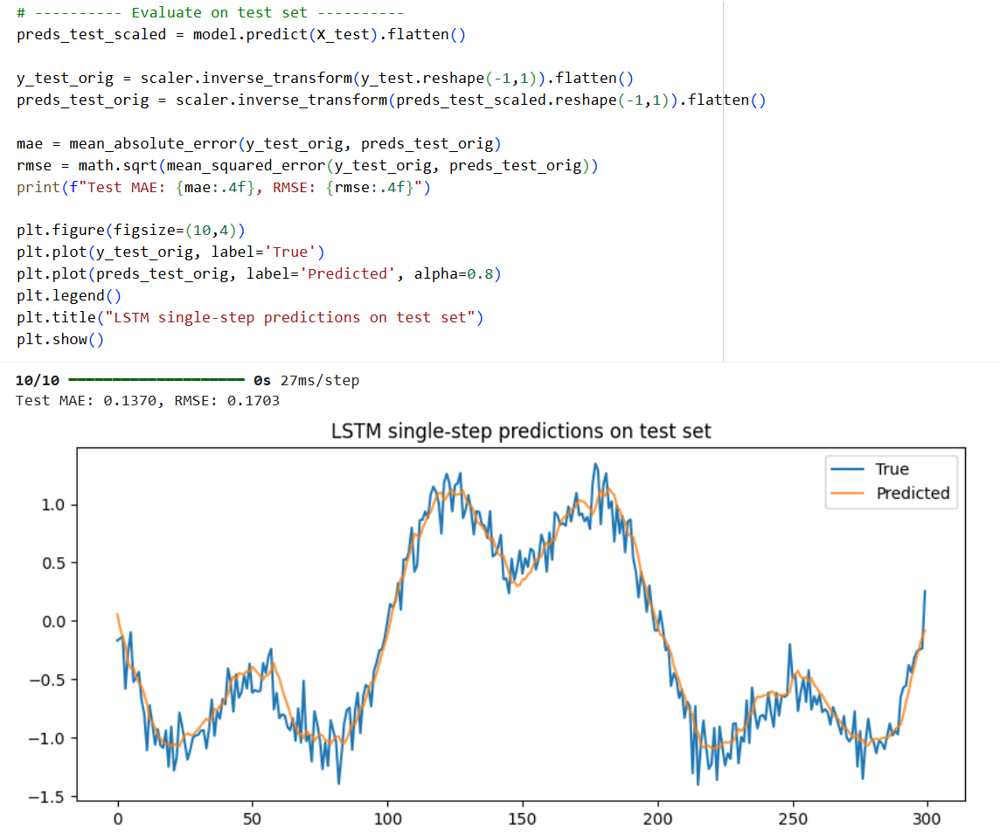 # ---------- Evaluate on test set ----------
preds_test_scaled = model.predict(X_test).flatten()
y_test_orig = scaler.inverse_transform(y_test.reshape(-1,1)).flatten()
preds_test_orig = scaler.inverse_transform(preds_test_scaled.reshape(-1,1)).flatten()
mae = mean_absolute_error(y_test_orig, preds_test_orig)
rmse = math.sqrt(mean_squared_error(y_test_orig, preds_test_orig))
print(f"Test MAE: {mae:.4f}, RMSE: {rmse:.4f}")
plt.figure(figsize=(10,4))
plt.plot(y_test_orig, label='True')
plt.plot(preds_test_orig, label='Predicted', alpha=0.8)
plt.legend()
plt.title("LSTM single-step predictions on test set")
plt.show()
10/10 ━━━━━━━━━━━━━━━━━━━━ 0s 27ms/step
Test MAE: 0.1370, RMSE: 0.1703
LSTM single-step predictions on test set
True
Predicted
1.0
0.5
0.0
−0.5
−1.0
−1.5
0 50 100 150 200 250 300